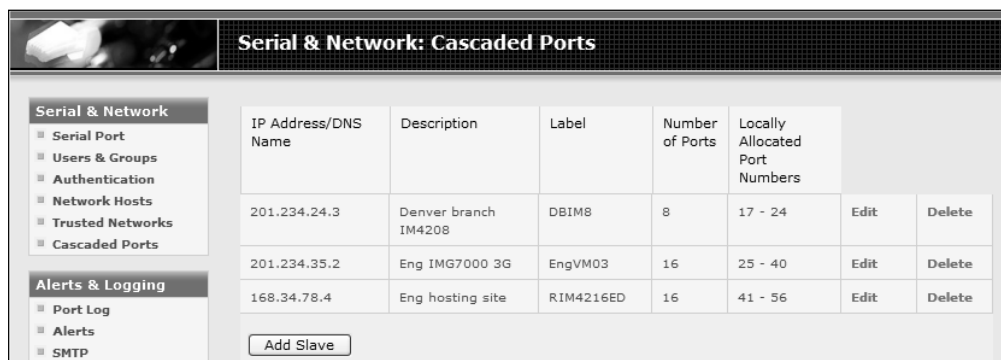 Serial & Network: Cascaded Ports
Serial & Network
Serial Port
Users & Groups
Authentication
Network Hosts
Trusted Networks
Cascaded Ports
Alerts & Logging
Port Log
Alerts
SMTP
IP Address/DNS Name Description Label Number of Ports Locally Allocated Port Numbers
201.234.24.3 Denver branch IM4208 DBIM8 8 17 - 24 Edit Delete
201.234.35.2 Eng IMG7000 3G EngVM03 16 25 - 40 Edit Delete
168.34.78.4 Eng hosting site RIM4216ED 16 41 - 56 Edit Delete
Add Slave